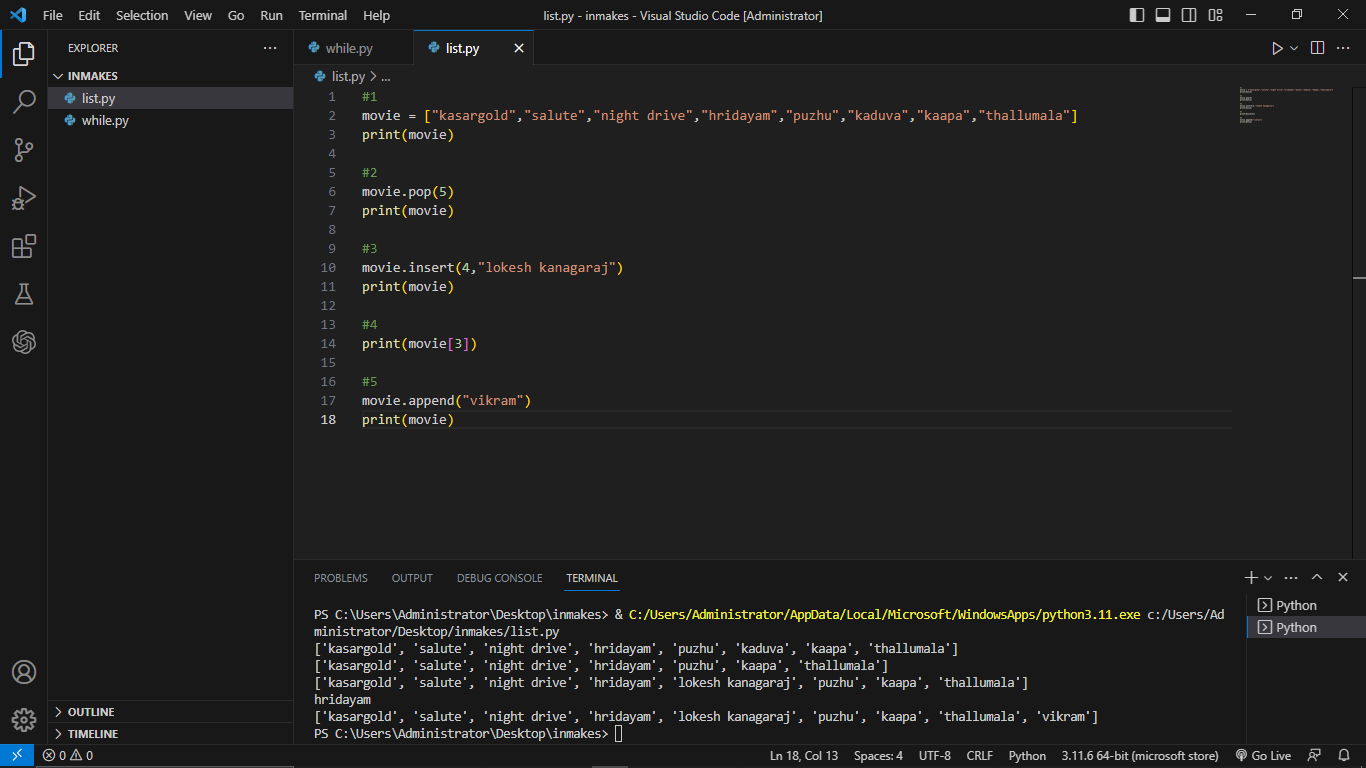 File Edit Selection View Go Run Terminal Help
list.py - inmakes - Visual Studio Code [Administrator]
EXPLORER
INMAKES
list.py
while.py
OUTLINE
TIMELINE
while.py
list.py
list.py > ...
1 #1
2 movie = ["kasargold","salute","night drive","hridayam","puzhu","kaduva","kaapa","thallumala"]
3 print(movie)
4
5 #2
6 movie.pop(5)
7 print(movie)
8
9 #3
10 movie.insert(4,"lokesh kanagaraj")
11 print(movie)
12
13 #4
14 print(movie[3])
15
16 #5
17 movie.append("vikram")
18 print(movie)
PROBLEMS OUTPUT DEBUG CONSOLE TERMINAL
PS C:\Users\Administrator\Desktop\inmakes> & C:/Users/Administrator/AppData/Local/Microsoft/WindowsApps/python3.11.exe c:/Users/Ad
ministrator/Desktop/inmakes/list.py
['kasargold', 'salute', 'night drive', 'hridayam', 'puzhu', 'kaduva', 'kaapa', 'thallumala']
['kasargold', 'salute', 'night drive', 'hridayam', 'puzhu', 'kaapa', 'thallumala']
['kasargold', 'salute', 'night drive', 'hridayam', 'lokesh kanagaraj', 'puzhu', 'kaapa', 'thallumala']
hridayam
['kasargold', 'salute', 'night drive', 'hridayam', 'lokesh kanagaraj', 'puzhu', 'kaapa', 'thallumala', 'vikram']
PS C:\Users\Administrator\Desktop\inmakes>
Python
Python
0 0
Ln 18, Col 13 Spaces: 4 UTF-8 CRLF Python 3.11.6 64-bit (microsoft store) Go Live